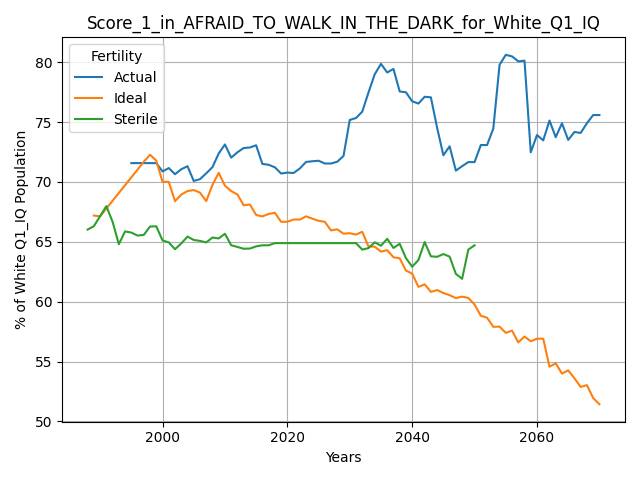 Score_1_in_AFRAID_TO_WALK_IN_THE_DARK_for_White_Q1_IQ
Fertility
Actual
Ideal
Sterile
% of White Q1_IQ Population
80
75
70
65
60
55
50
2000
2020
2040
2060
Years